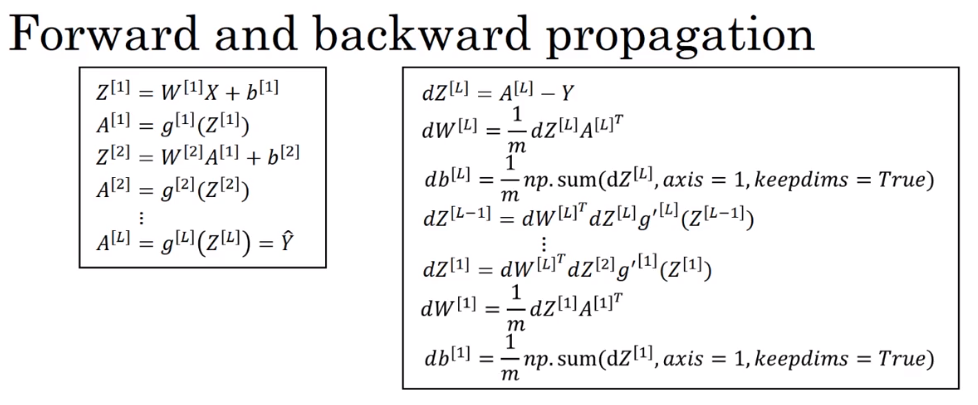 Forward and backward propagation
Z^[1] = W^[1]X + b^[1]
A^[1] = g^[1](Z^[1])
Z^[2] = W^[2]A^[1] + b^[2]
A^[2] = g^[2](Z^[2])
⋮
A^[L] = g^[L](Z^[L]) = Ŷ
dZ^[L] = A^[L] − Y
dW^[L] = 1/m dZ^[L]A^[L]^T
db^[L] = 1/m np.sum(dZ^[L], axis = 1, keepdims = True)
dZ^[L−1] = dW^[L]^T dZ^[L]g′^[L](Z^[L−1])
⋮
dZ^[1] = dW^[L]^T dZ^[2]g′^[1](Z^[1])
dW^[1] = 1/m dZ^[1]A^[1]^T
db^[1] = 1/m np.sum(dZ^[1], axis = 1, keepdims = True)